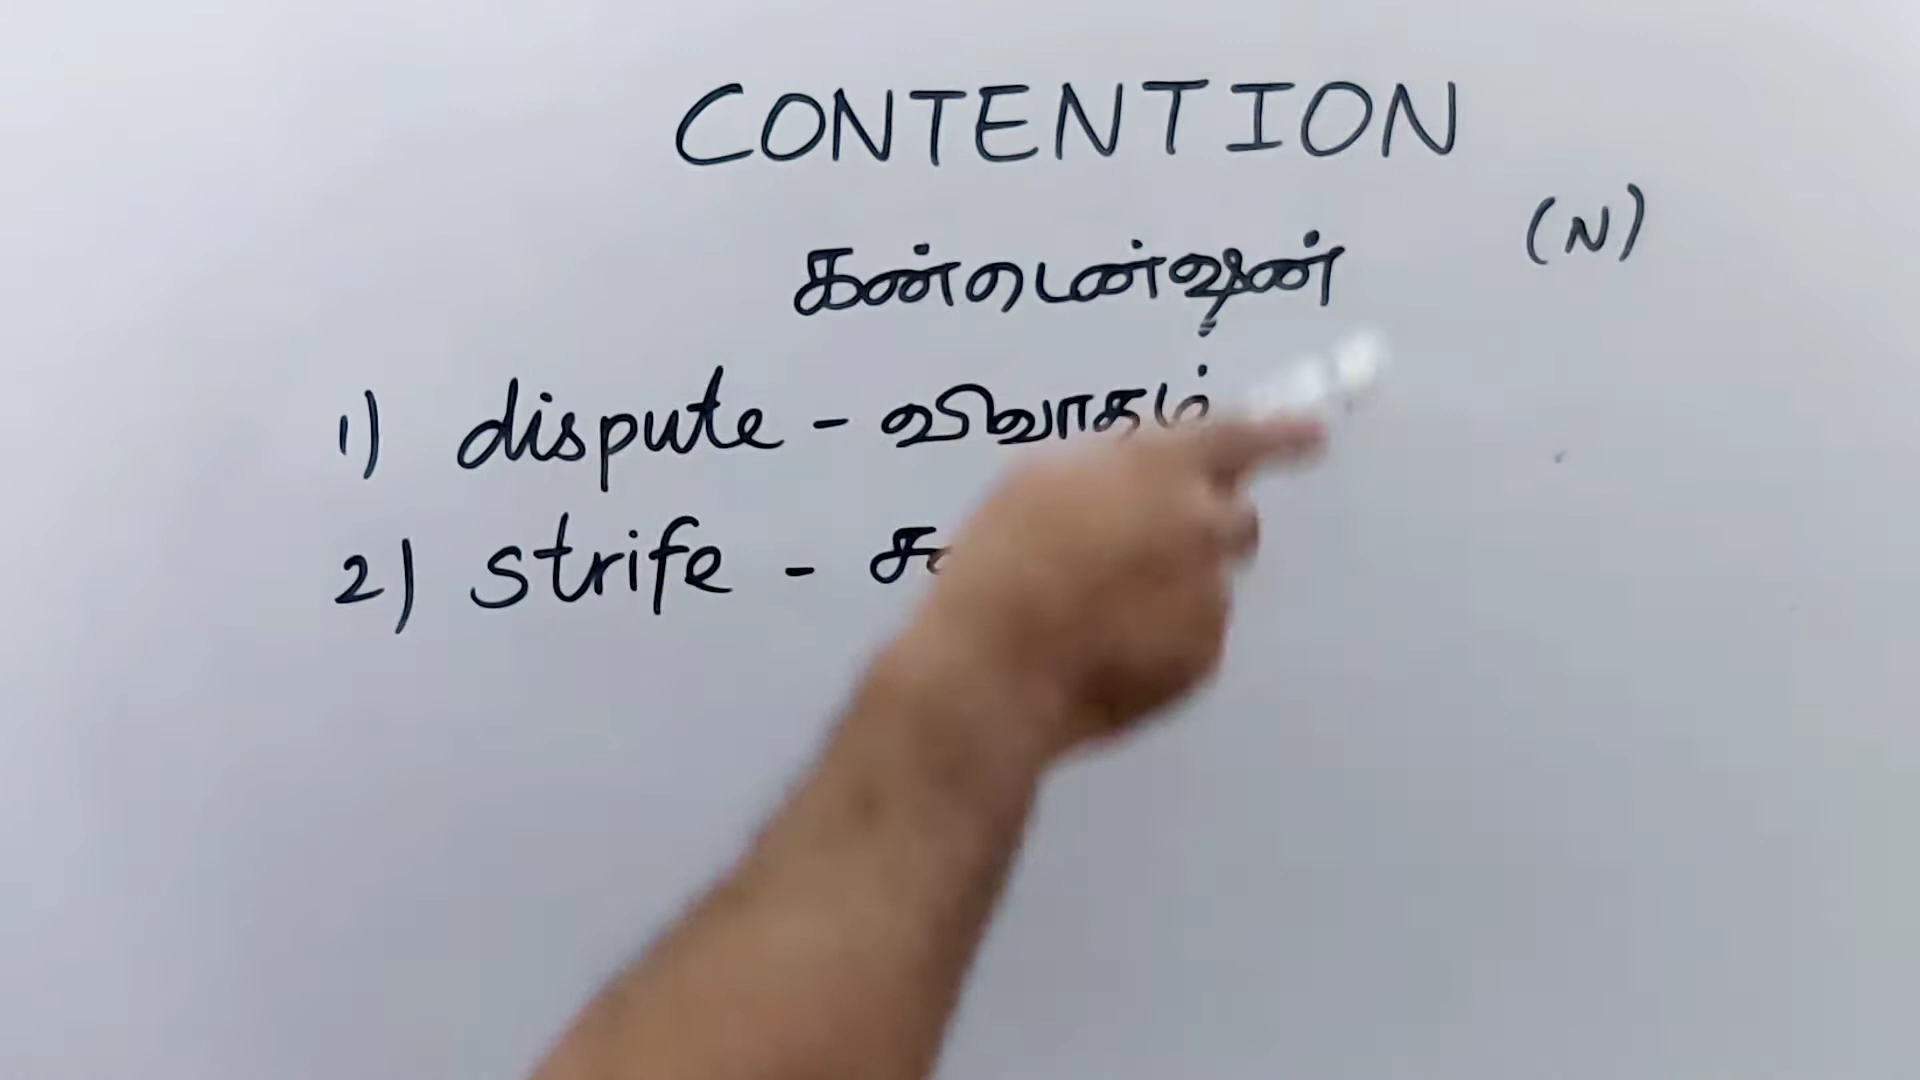 CONTENTION
(N)
கன்டென்ஷன்
1) dispute - விவாதம்
2) strife -